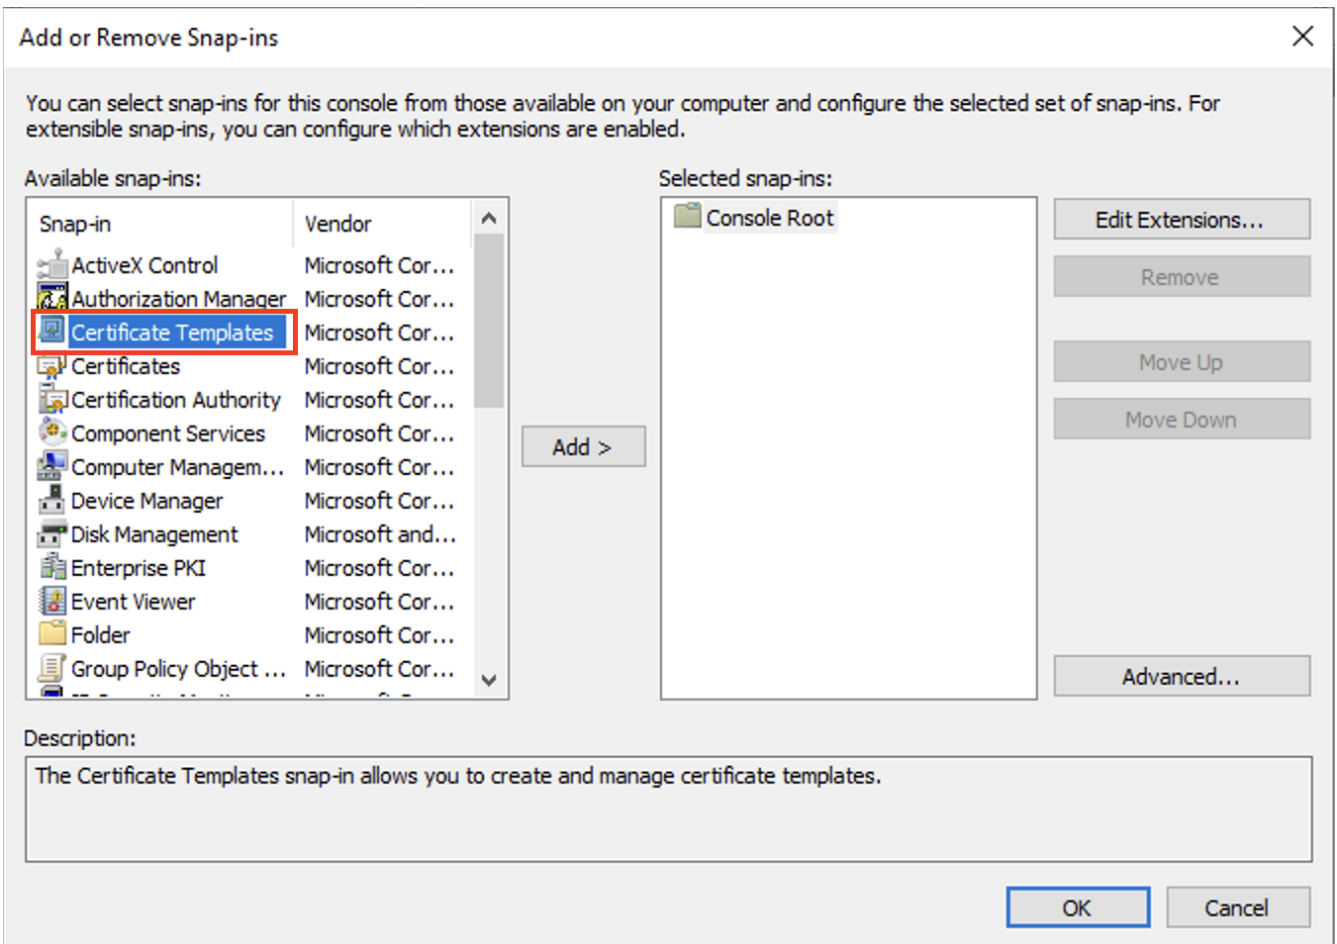 Add or Remove Snap-ins
You can select snap-ins for this console from those available on your computer and configure the selected set of snap-ins. For
extensible snap-ins, you can configure which extensions are enabled.
Available snap-ins:
Snap-in Vendor
ActiveX Control Microsoft Cor...
Authorization Manager Microsoft Cor...
Certificate Templates Microsoft Cor...
Certificates Microsoft Cor...
Certification Authority Microsoft Cor...
Component Services Microsoft Cor...
Computer Managem... Microsoft Cor...
Device Manager Microsoft Cor...
Disk Management Microsoft and...
Enterprise PKI Microsoft Cor...
Event Viewer Microsoft Cor...
Folder Microsoft Cor...
Group Policy Object ... Microsoft Cor...
Add >
Selected snap-ins:
Console Root
Edit Extensions...
Remove
Move Up
Move Down
Advanced...
Description:
The Certificate Templates snap-in allows you to create and manage certificate templates.
OK Cancel